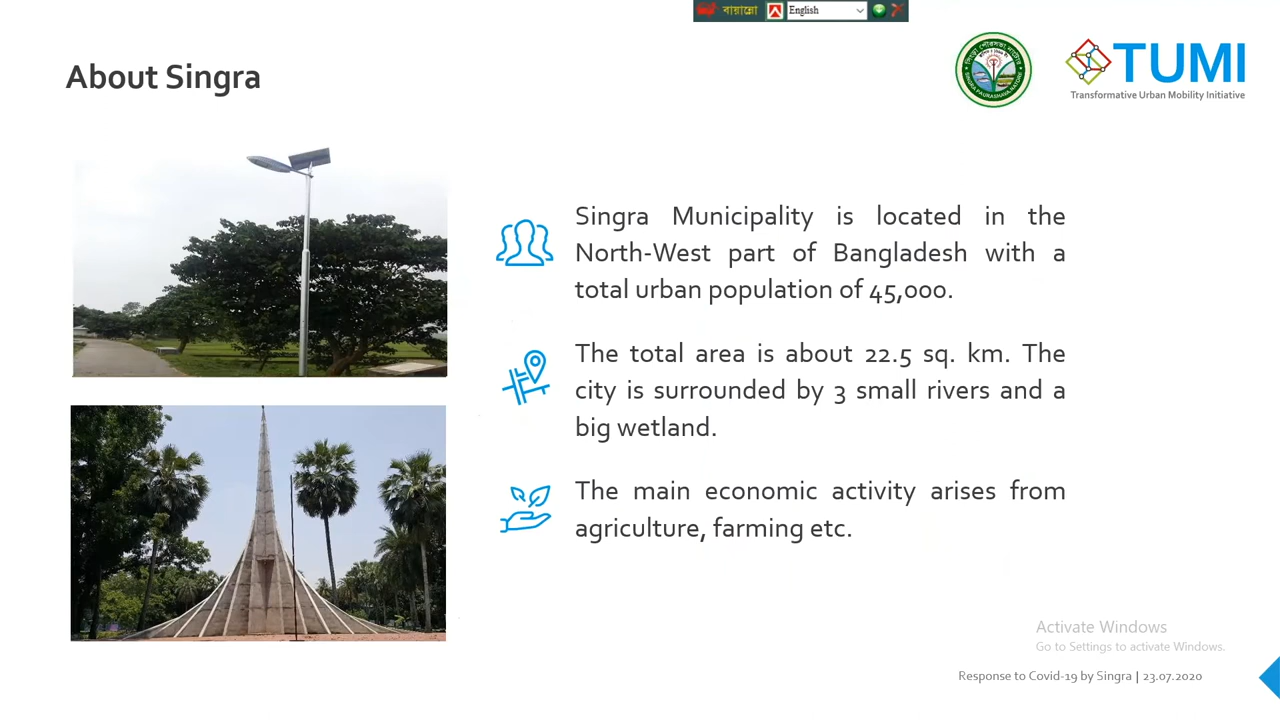 বায়ান্নো
English
About Singra
TUMI
Transformative Urban Mobility Initiative
Singra Municipality is located in the
North-West part of Bangladesh with a
total urban population of 45,000.
The total area is about 22.5 sq. km. The
city is surrounded by 3 small rivers and a
big wetland.
The main economic activity arises from
agriculture, farming etc.
Activate Windows
Go to Settings to activate Windows.
Response to Covid-19 by Singra | 23.07.2020